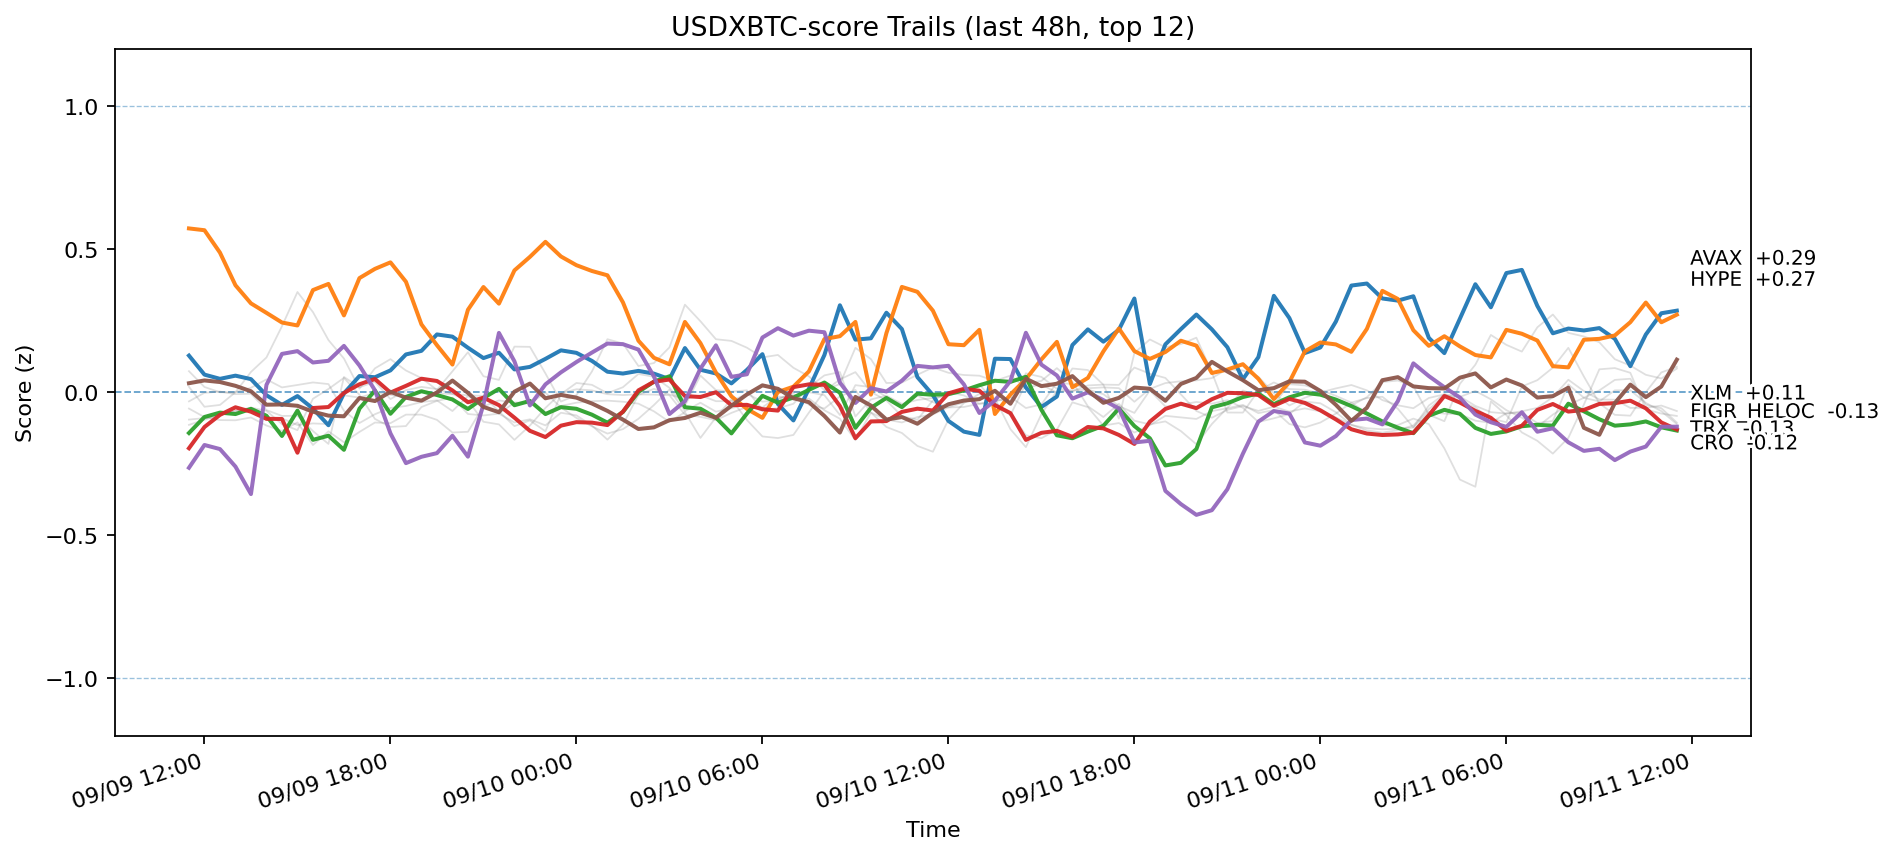 USDXBTC-score Trails (last 48h, top 12)
Score (z)
1.0
0.5
0.0
−0.5
−1.0
AVAX +0.29
HYPE +0.27
XLM +0.11
FIGR_HELOC -0.13
TRX -0.13
CRO -0.12
09/09 12:00
09/09 18:00
09/10 00:00
09/10 06:00
09/10 12:00
09/10 18:00
09/11 00:00
09/11 06:00
09/11 12:00
Time